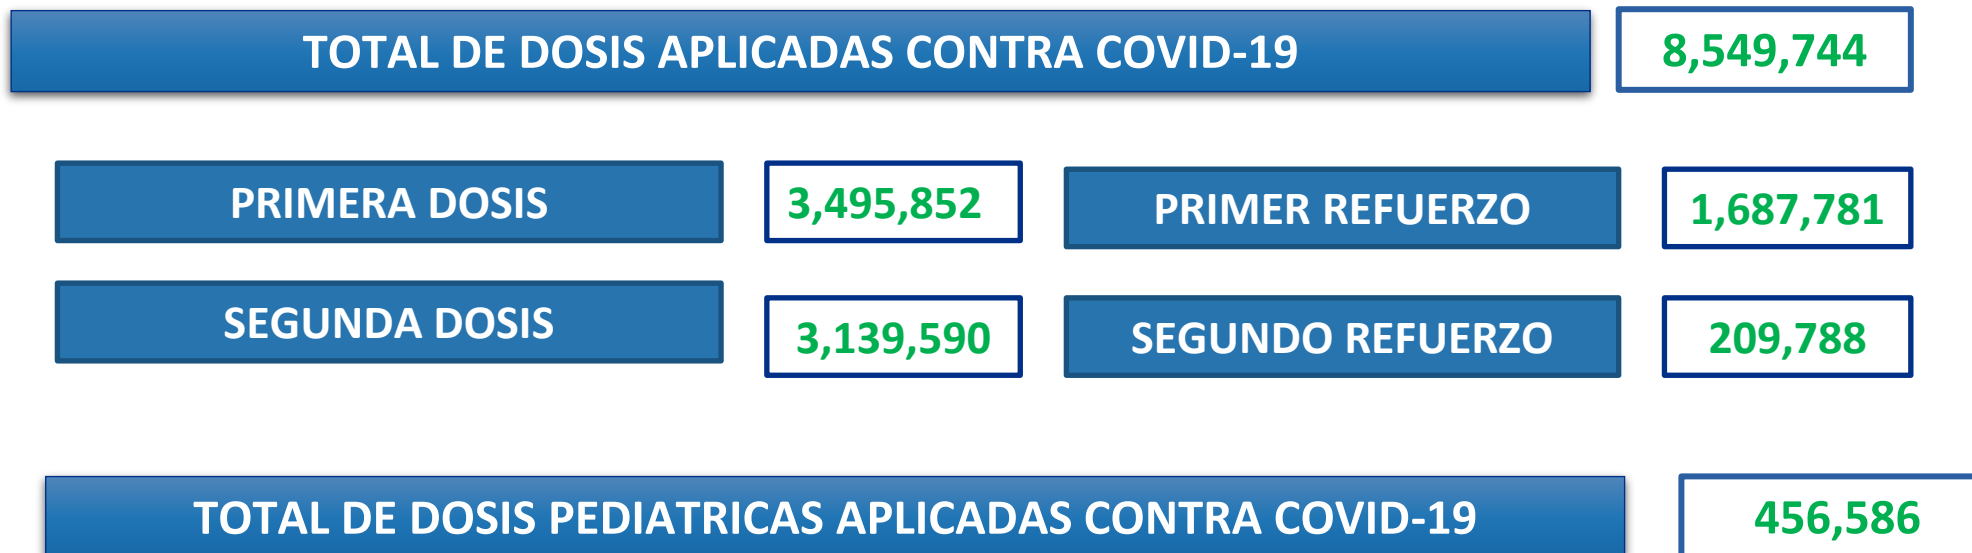 TOTAL DE DOSIS APLICADAS CONTRA COVID-19 8,549,744
PRIMERA DOSIS 3,495,852 PRIMER REFUERZO 1,687,781
SEGUNDA DOSIS 3,139,590 SEGUNDO REFUERZO 209,788
TOTAL DE DOSIS PEDIATRICAS APLICADAS CONTRA COVID-19 456,586